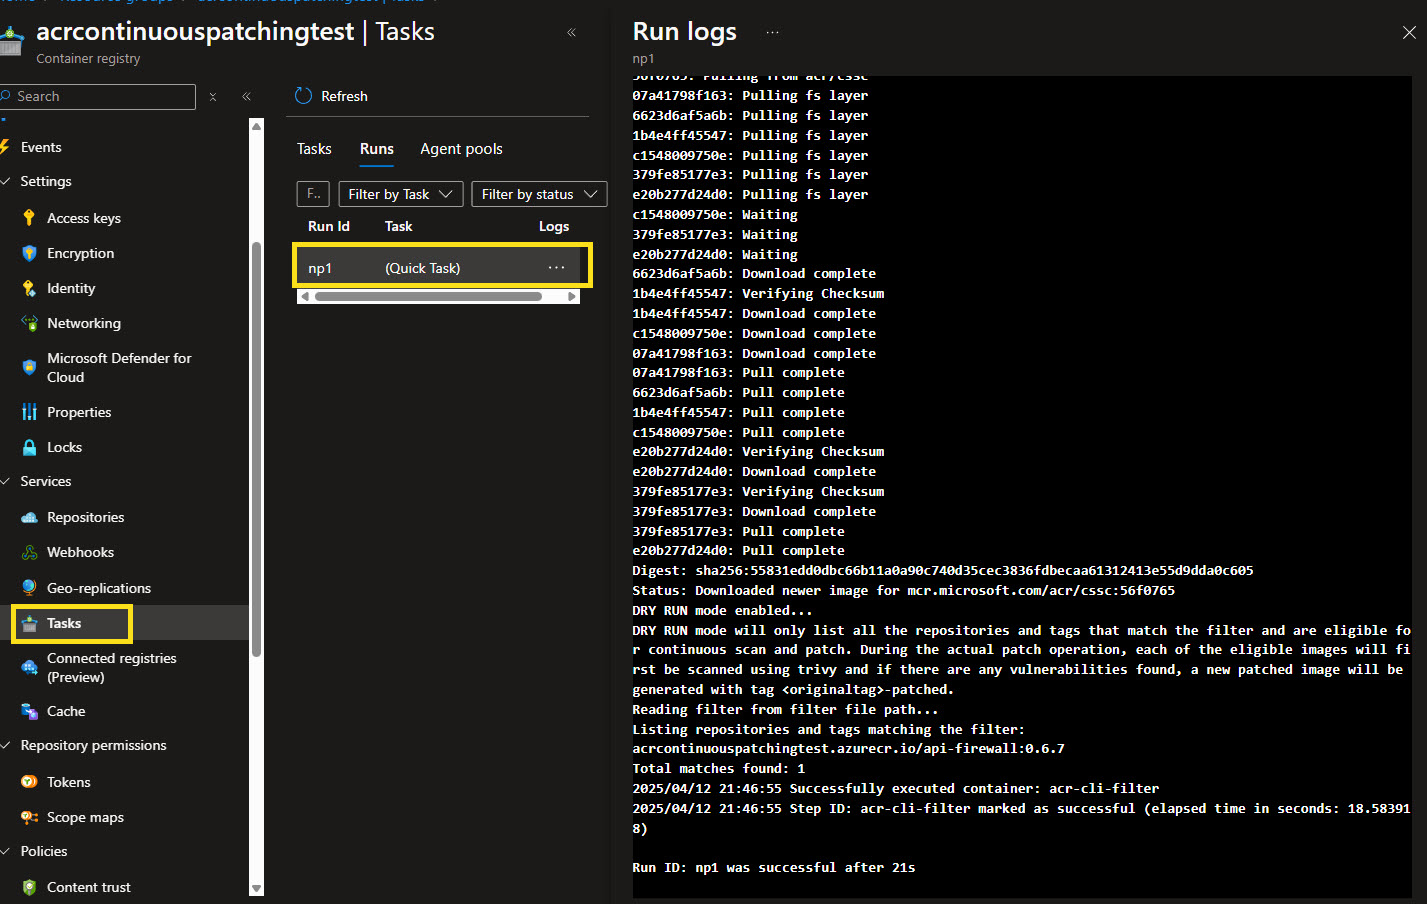 acrcontinuouspatchingtest | Tasks
Container registry
Search
Events
Settings
Access keys
Encryption
Identity
Networking
Microsoft Defender for
Cloud
Properties
Locks
Services
Repositories
Webhooks
Geo-replications
Tasks
Connected registries
(Preview)
Cache
Repository permissions
Tokens
Scope maps
Policies
Content trust
Refresh
Tasks Runs Agent pools
F.. Filter by Task Filter by status
Run Id Task Logs
np1 (Quick Task) ...
Run logs ...
np1
56f0765: Pulling from acr/cssc
07a41798f163: Pulling fs layer
6623d6af5a6b: Pulling fs layer
1b4e4ff45547: Pulling fs layer
c1548009750e: Pulling fs layer
379fe85177e3: Pulling fs layer
e20b277d24d0: Pulling fs layer
c1548009750e: Waiting
379fe85177e3: Waiting
e20b277d24d0: Waiting
6623d6af5a6b: Download complete
1b4e4ff45547: Verifying Checksum
1b4e4ff45547: Download complete
c1548009750e: Download complete
07a41798f163: Download complete
07a41798f163: Pull complete
6623d6af5a6b: Pull complete
1b4e4ff45547: Pull complete
c1548009750e: Pull complete
e20b277d24d0: Verifying Checksum
e20b277d24d0: Download complete
379fe85177e3: Verifying Checksum
379fe85177e3: Download complete
379fe85177e3: Pull complete
e20b277d24d0: Pull complete
Digest: sha256:55831edd0dbc66b11a0a90c740d35cec3836fdbecaa61312413e55d9dda0c605
Status: Downloaded newer image for mcr.microsoft.com/acr/cssc:56f0765
DRY RUN mode enabled...
DRY RUN mode will only list all the repositories and tags that match the filter and are eligible fo
r continuous scan and patch. During the actual patch operation, each of the eligible images will fi
rst be scanned using trivy and if there are any vulnerabilities found, a new patched image will be
generated with tag <originaltag>-patched.
Reading filter from filter file path...
Listing repositories and tags matching the filter:
acrcontinuouspatchingtest.azurecr.io/api-firewall:0.6.7
Total matches found: 1
2025/04/12 21:46:55 Successfully executed container: acr-cli-filter
2025/04/12 21:46:55 Step ID: acr-cli-filter marked as successful (elapsed time in seconds: 18.58391
8)
Run ID: np1 was successful after 21s